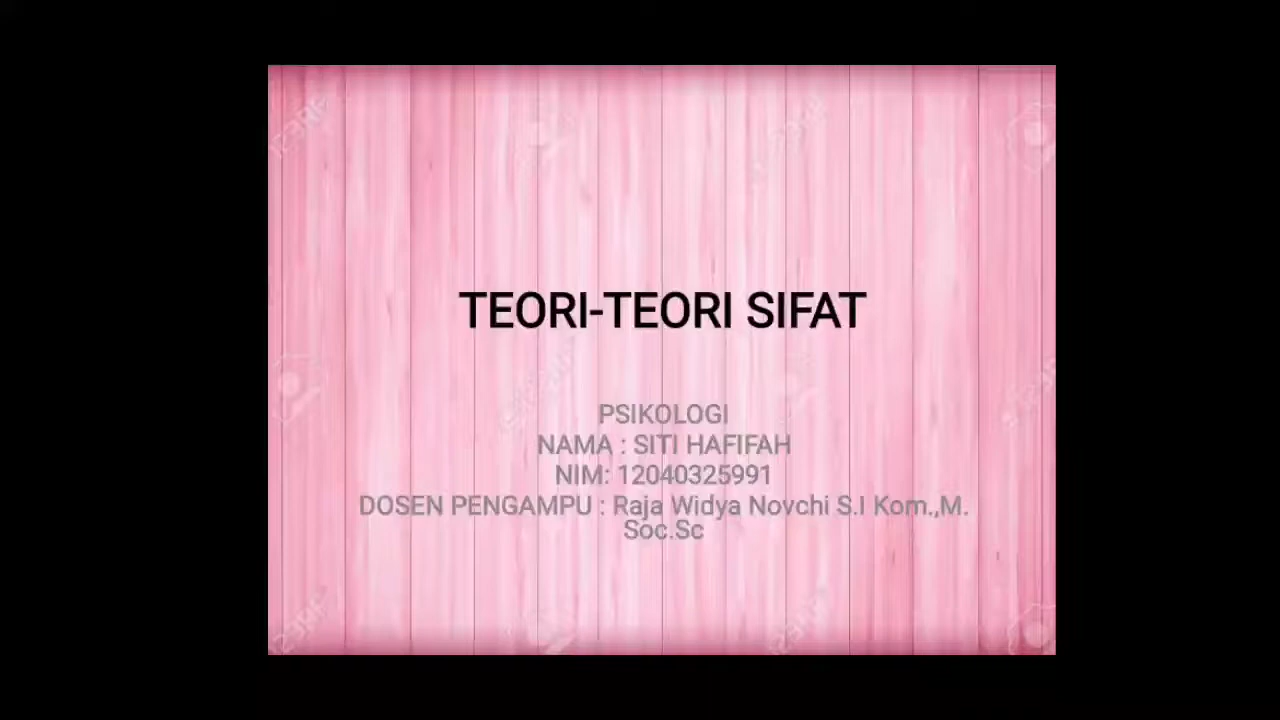 TEORI-TEORI SIFAT
PSIKOLOGI
NAMA : SITI HAFIFAH
NIM: 12040325991
DOSEN PENGAMPU : Raja Widya Novchi S.I Kom.,M.
Soc.Sc